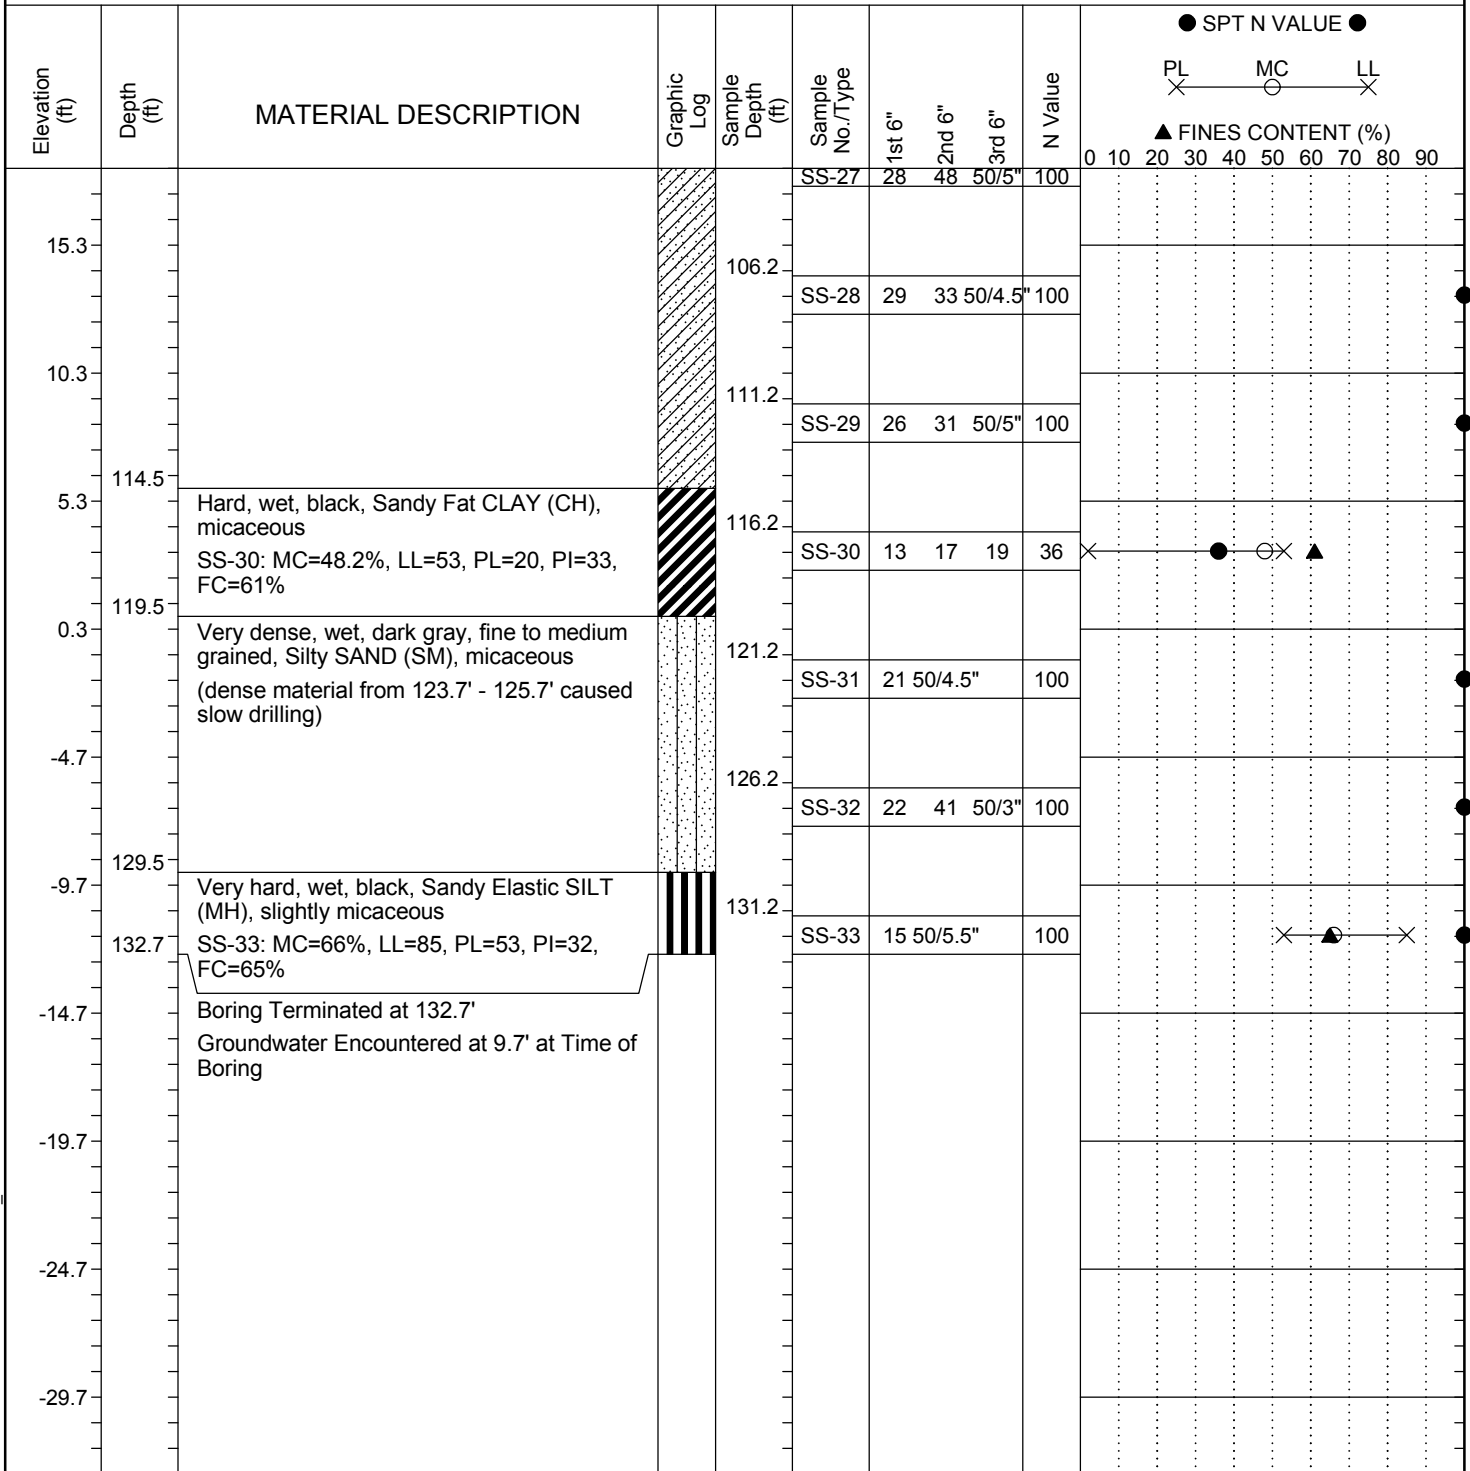 Elevation
(ft)
Depth
(ft)
MATERIAL DESCRIPTION
Graphic
Log
Sample
Depth
(ft)
Sample
No./Type
1st 6"
2nd 6"
3rd 6"
N Value
● SPT N VALUE ●
PL MC LL
▲ FINES CONTENT (%)
0 10 20 30 40 50 60 70 80 90
SS-27 28 48 50/5" 100
15.3
106.2
SS-28 29 33 50/4.5" 100
10.3
111.2
SS-29 26 31 50/5" 100
114.5
5.3
Hard, wet, black, Sandy Fat CLAY (CH),
micaceous
116.2
SS-30: MC=48.2%, LL=53, PL=20, PI=33,
FC=61%
SS-30 13 17 19 36
119.5
0.3
Very dense, wet, dark gray, fine to medium
grained, Silty SAND (SM), micaceous
121.2
(dense material from 123.7' - 125.7' caused
slow drilling)
SS-31 21 50/4.5" 100
-4.7
126.2
SS-32 22 41 50/3" 100
129.5
-9.7
Very hard, wet, black, Sandy Elastic SILT
(MH), slightly micaceous
131.2
132.7
SS-33: MC=66%, LL=85, PL=53, PI=32,
FC=65%
SS-33 15 50/5.5" 100
Boring Terminated at 132.7'
-14.7
Groundwater Encountered at 9.7' at Time of
Boring
-19.7
-24.7
-29.7